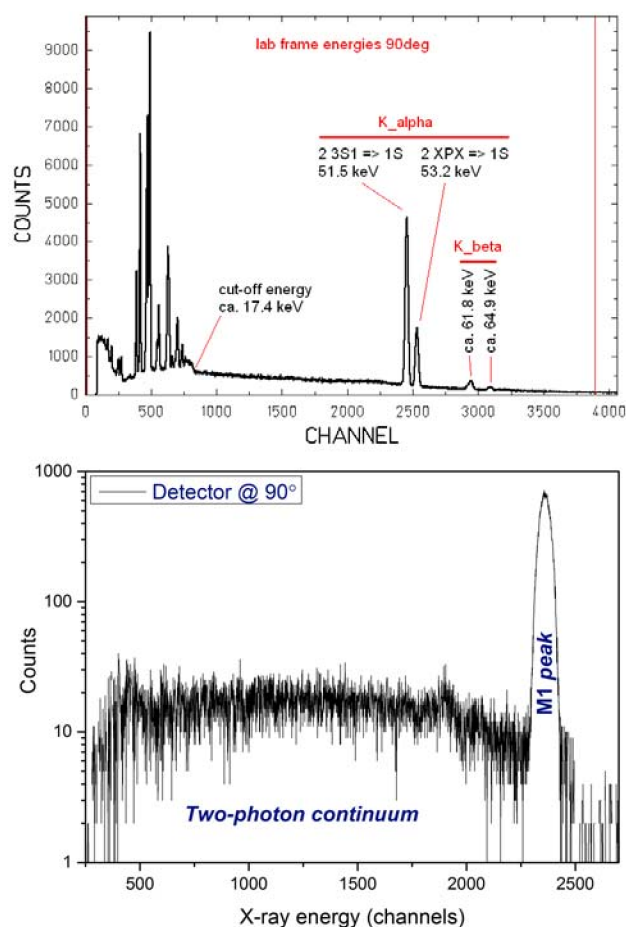 lab frame energies 90deg
K_alpha
2 3S1 => 1S
51.5 keV
2 XPX => 1S
53.2 keV
K_beta
ca. 61.8 keV
ca. 64.9 keV
cut-off energy
ca. 17.4 keV
COUNTS
9000
8000
7000
6000
5000
4000
3000
2000
1000
0
0 500 1000 1500 2000 2500 3000 3500 4000
CHANNEL
Detector @ 90°
Counts
1000
100
10
1
M1 peak
Two-photon continuum
500 1000 1500 2000 2500
X-ray energy (channels)